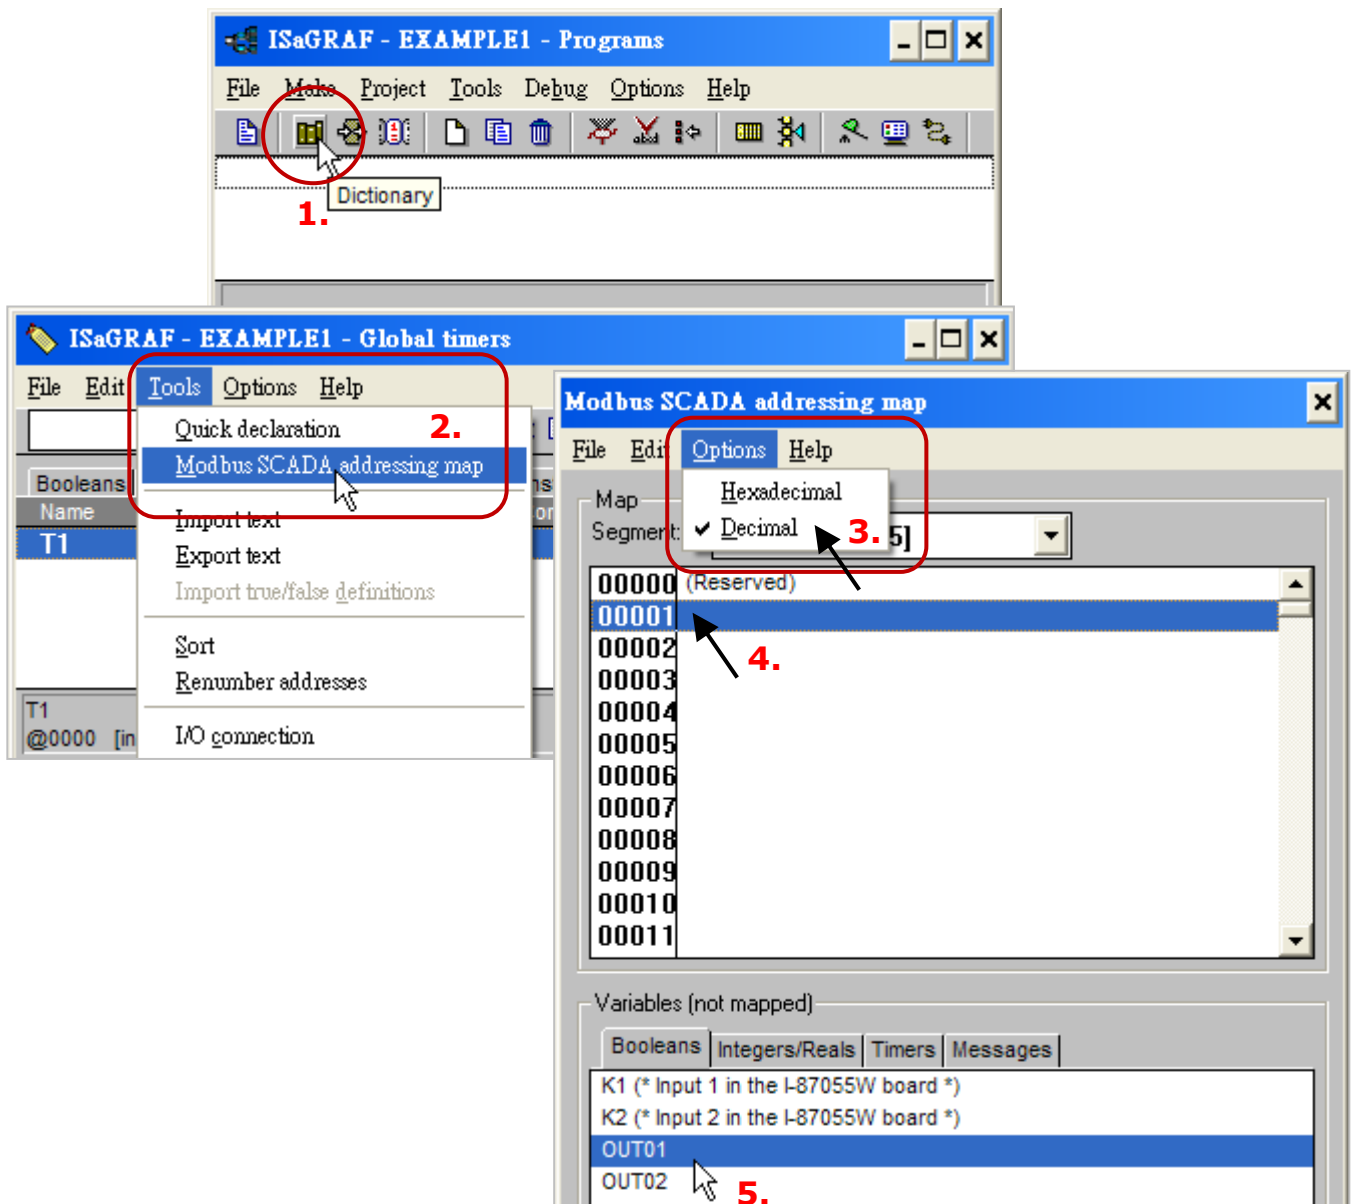 ISaGRAF - EXAMPLE1 - Programs
File Make Project Tools Debug Options Help
Dictionary
1.
ISaGRAF - EXAMPLE1 - Global timers
File Edit Tools Options Help
Quick declaration
2.
Modbus SCADA addressing map
Import text
Export text
Import true/false definitions
Sort
Renumber addresses
I/O connection
Booleans
Name
T1
T1
@0000 [in
Modbus SCADA addressing map
File Edit Options Help
Hexadecimal
Decimal
3.
Map
Segment:
5]
00000 (Reserved)
00001
00002
4.
00003
00004
00005
00006
00007
00008
00009
00010
00011
Variables (not mapped)
Booleans Integers/Reals Timers Messages
K1 (* Input 1 in the I-87055W board *)
K2 (* Input 2 in the I-87055W board *)
OUT01
OUT02
5.